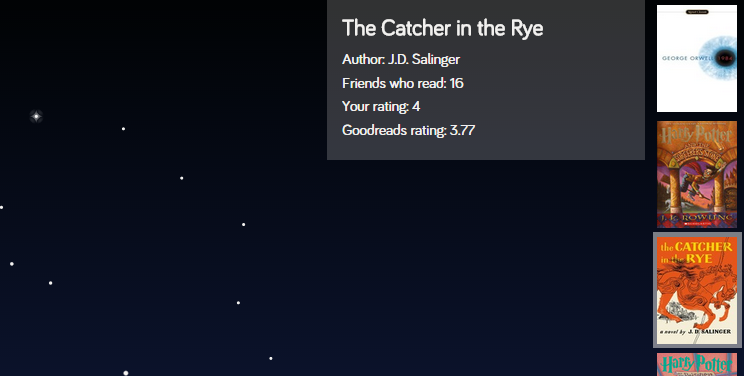 The Catcher in the Rye
Author: J.D. Salinger
Friends who read: 16
Your rating: 4
Goodreads rating: 3.77
GEORGE ORWELL 1984
Harry Potter
J. K. ROWLING
the CATCHER
in the RYE
a novel by J. D. SALINGER
Harry Potter